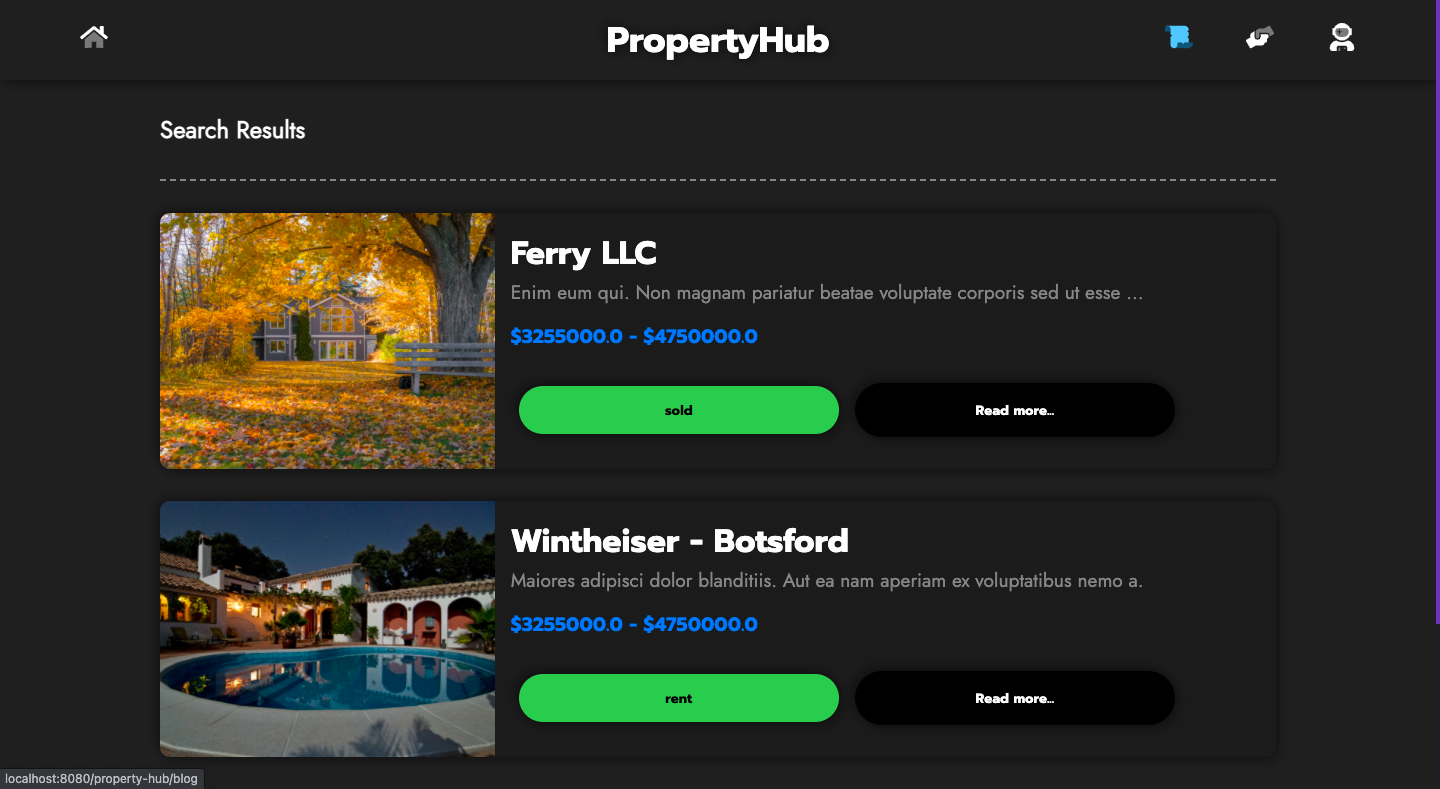 PropertyHub
Search Results
Ferry LLC
Enim eum qui. Non magnam pariatur beatae voluptate corporis sed ut esse ...
$3255000.0 - $4750000.0
sold
Read more...
Wintheiser - Botsford
Maiores adipisci dolor blanditiis. Aut ea nam aperiam ex voluptatibus nemo a.
$3255000.0 - $4750000.0
rent
Read more...
localhost:8080/property-hub/blog